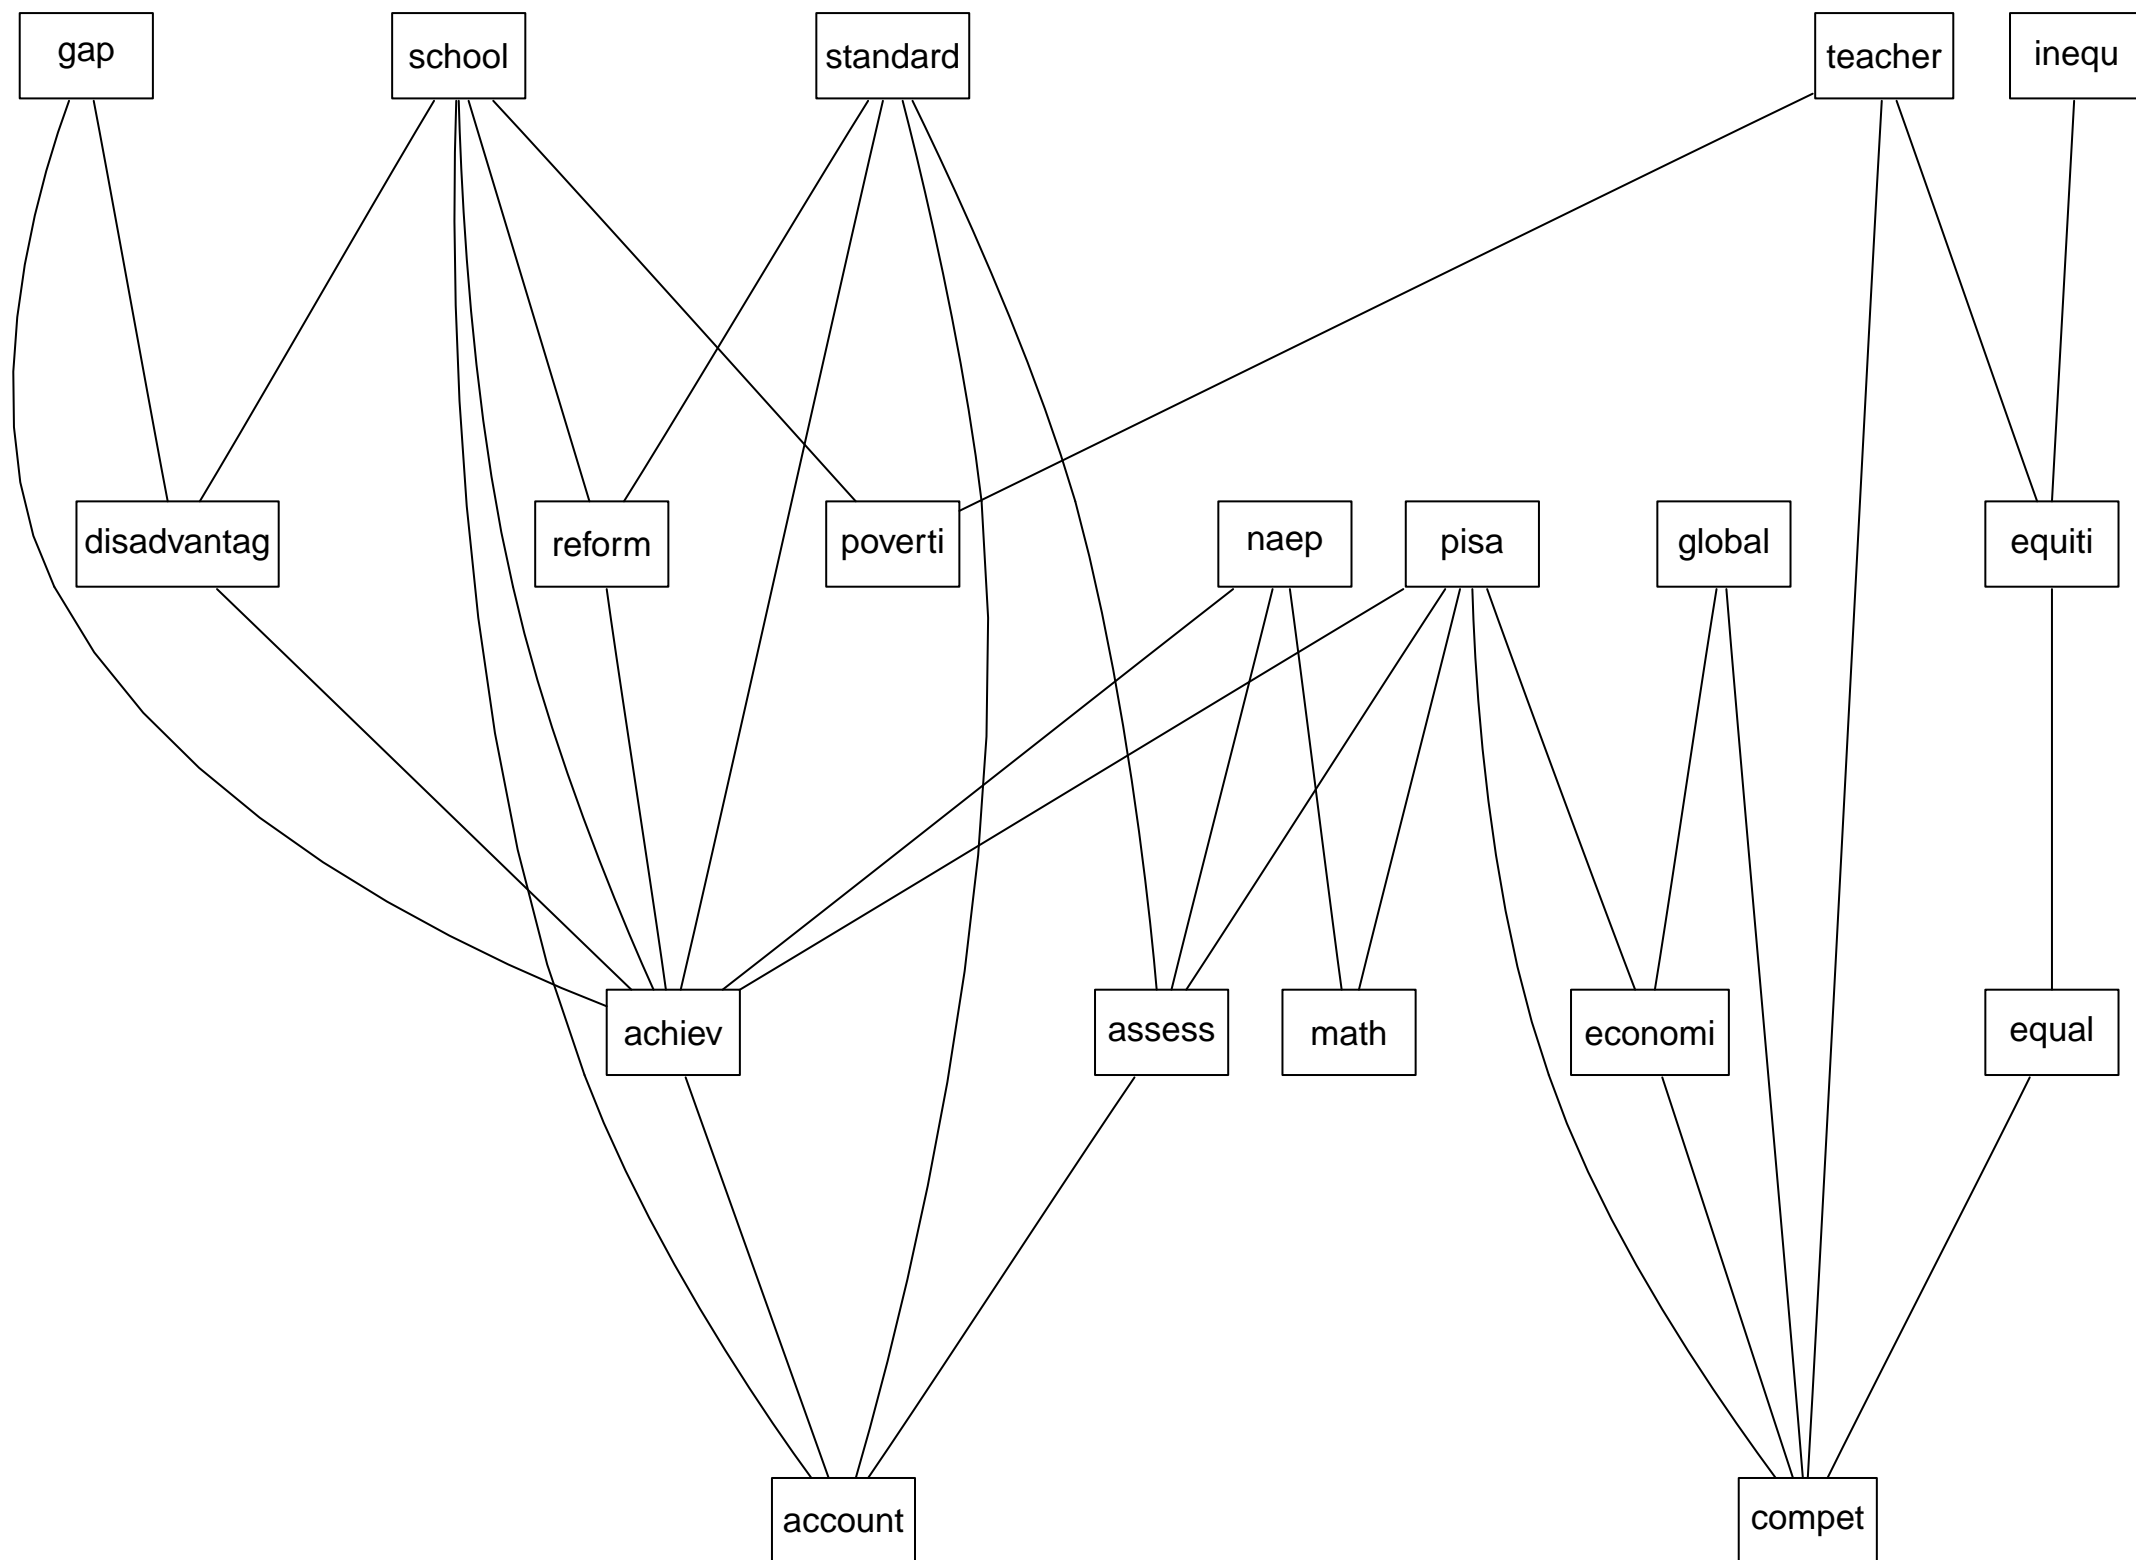 gap
school
standard
teacher
inequ
disadvantag
reform
poverti
naep
pisa
global
equiti
achiev
assess
math
economi
equal
account
compet